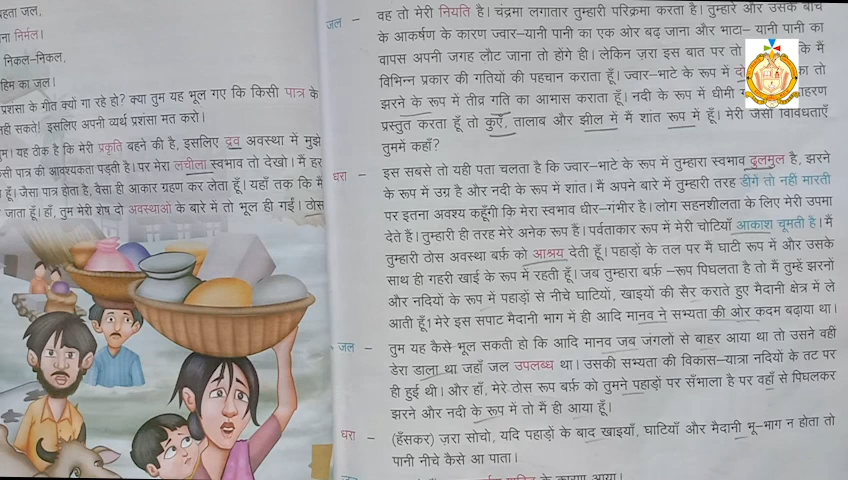 हता जल,
ना निर्मल।
निकल-निकल,
हिम का जल।
प्रशंसा के गीत क्यों गा रहे हो? क्या तुम यह भूल गए कि किसी पात्र के
नहीं सकते! इसलिए अपनी व्यर्थ प्रशंसा मत करो।
यह ठीक है कि मेरी प्रकृति बहने की है, इसलिए द्रव अवस्था में मुझे
पात्र की आवश्यकता पड़ती है। पर मेरा लचीला स्वभाव तो देखो। मैं हर
हूँ। जैसा पात्र होता है, वैसा ही आकार ग्रहण कर लेता हूँ। यहाँ तक कि मैं
जाता हूँ। हाँ, तुम मेरी शेष दो अवस्थाओं के बारे में तो भूल ही गईं। ठोस
जल – वह तो मेरी नियति है। चंद्रमा लगातार तुम्हारी परिक्रमा करता है। तुम्हारे और उसके बीच
के आकर्षण के कारण ज्वार–यानी पानी का एक ओर बढ़ जाना और भाटा– यानी पानी का
वापस अपनी जगह लौट जाना तो होंगे ही। लेकिन ज़रा इस बात पर तो कि मैं
विभिन्न प्रकार की गतियों की पहचान कराता हूँ। ज्वार–भाटे के रूप में का तो
झरने के रूप में तीव्र गति का आभास कराता हूँ। नदी के रूप में धीमी
प्रस्तुत करता हूँ तो कुएँ, तालाब और झील में मैं शांत रूप में हूँ। मेरी जैसी विविधताएँ
तुममें कहाँ?
धरा – इस सबसे तो यही पता चलता है कि ज्वार–भाटे के रूप में तुम्हारा स्वभाव ढुलमुल है, झरने
के रूप में उग्र है और नदी के रूप में शांत। मैं अपने बारे में तुम्हारी तरह डींगें तो नहीं मारती
पर इतना अवश्य कहूँगी कि मेरा स्वभाव धीर–गंभीर है। लोग सहनशीलता के लिए मेरी उपमा
देते हैं। तुम्हारी ही तरह मेरे अनेक रूप हैं। पर्वताकार रूप में मेरी चोटियाँ आकाश चूमती है। मैं
तुम्हारी ठोस अवस्था बर्फ़ को आश्रय देती हूँ। पहाड़ों के तल पर मैं घाटी रूप में और उसके
साथ ही गहरी खाई के रूप में रहती हूँ। जब तुम्हारा बर्फ़ –रूप पिघलता है तो मैं तुम्हें झरनों
और नदियों के रूप में पहाड़ों से नीचे घाटियों, खाइयों की सैर कराते हुए मैदानी क्षेत्र में ले
आती हूँ। मेरे इस सपाट मैदानी भाग में ही आदि मानव ने सभ्यता की ओर कदम बढ़ाया था।
जल – तुम यह कैसे भूल सकती हो कि आदि मानव जब जंगलों से बाहर आया था तो उसने वहीं
डेरा डाला था जहाँ जल उपलब्ध था। उसकी सभ्यता की विकास–यात्रा नदियों के तट पर
ही हुई थी। और हाँ, मेरे ठोस रूप बर्फ़ को तुमने पहाड़ों पर सँभाला है पर वहाँ से पिघलकर
झरने और नदी के रूप में तो मैं ही आया हूँ।
धरा – (हँसकर) ज़रा सोचो, यदि पहाड़ों के बाद खाइयाँ, घाटियाँ और मैदानी भू–भाग न होता तो
पानी नीचे कैसे आ पाता।
के कारण आया।